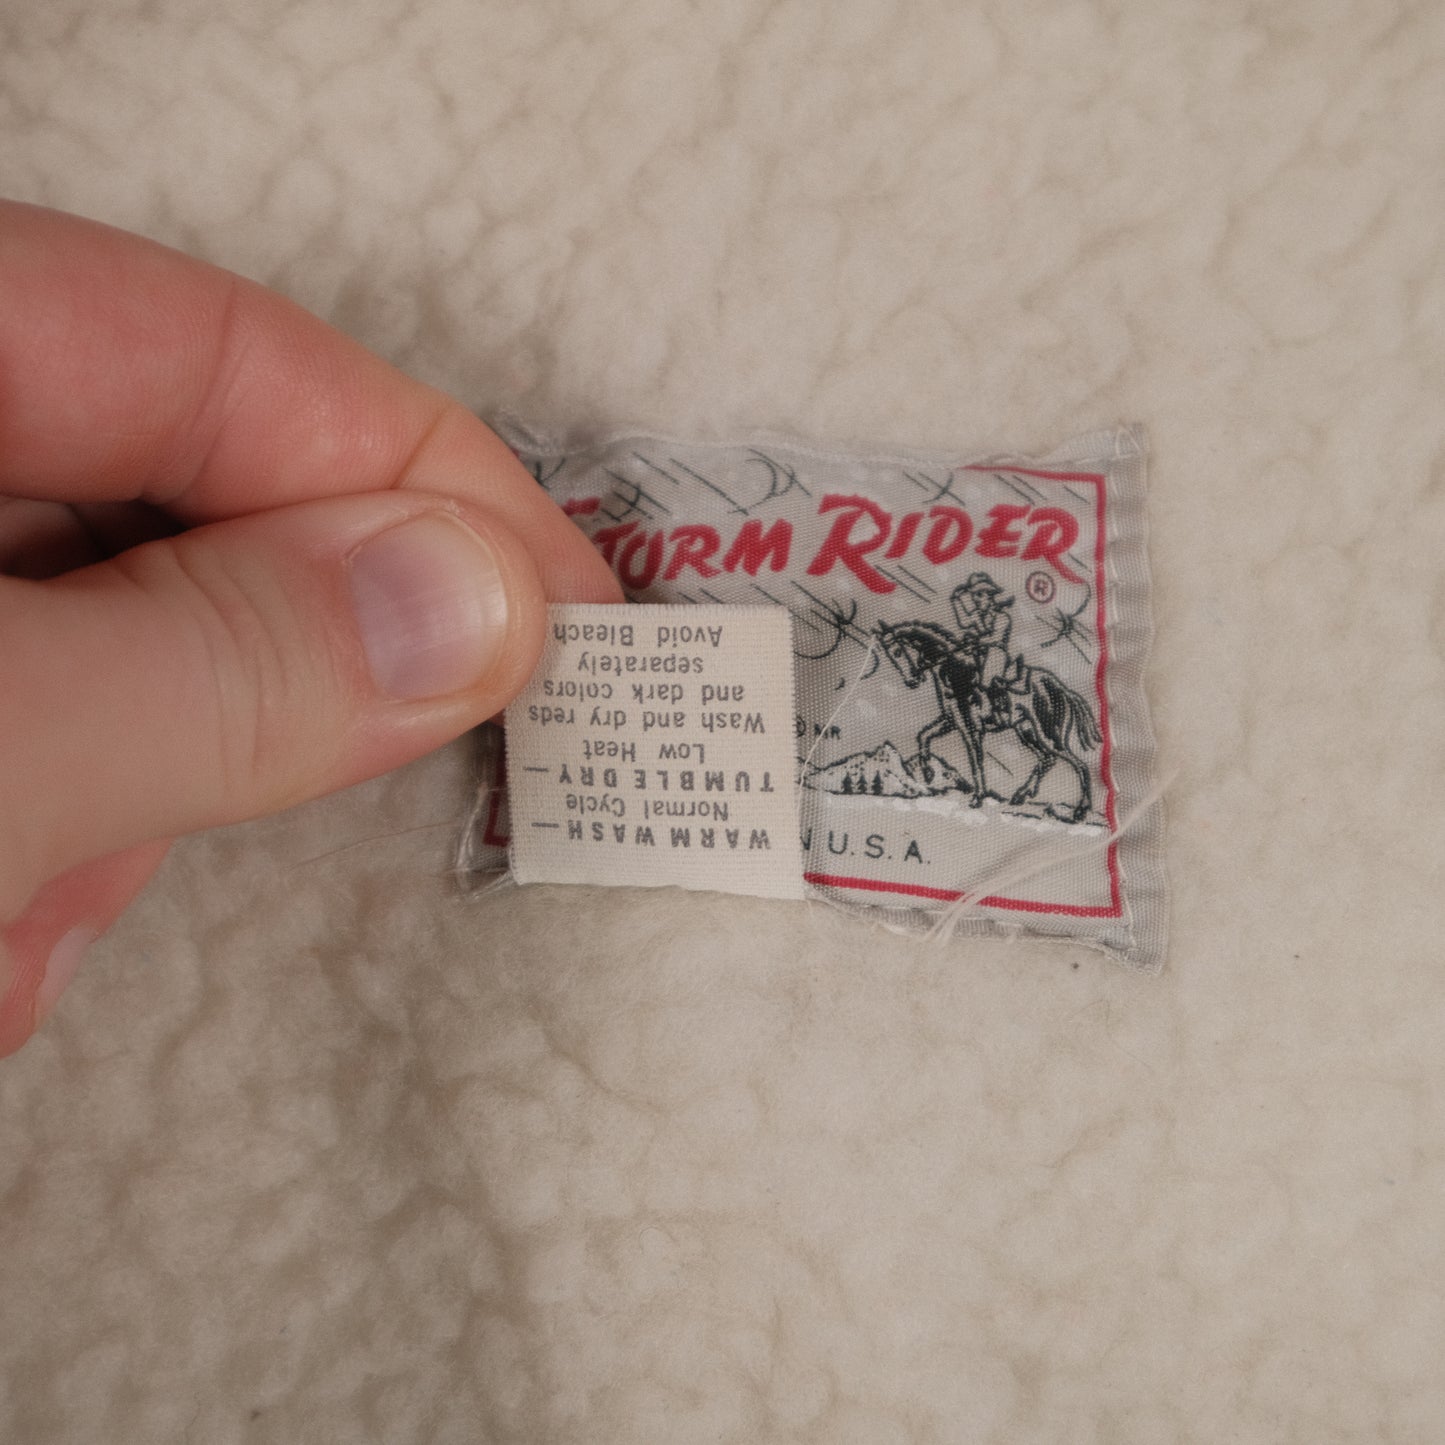 STORM RIDER
®
MR
U.S.A.
WARM WASH—
Normal Cycle
TUMBLE DRY—
Low Heat
Wash and dry reds
and dark colors
separately
Avoid Bleach